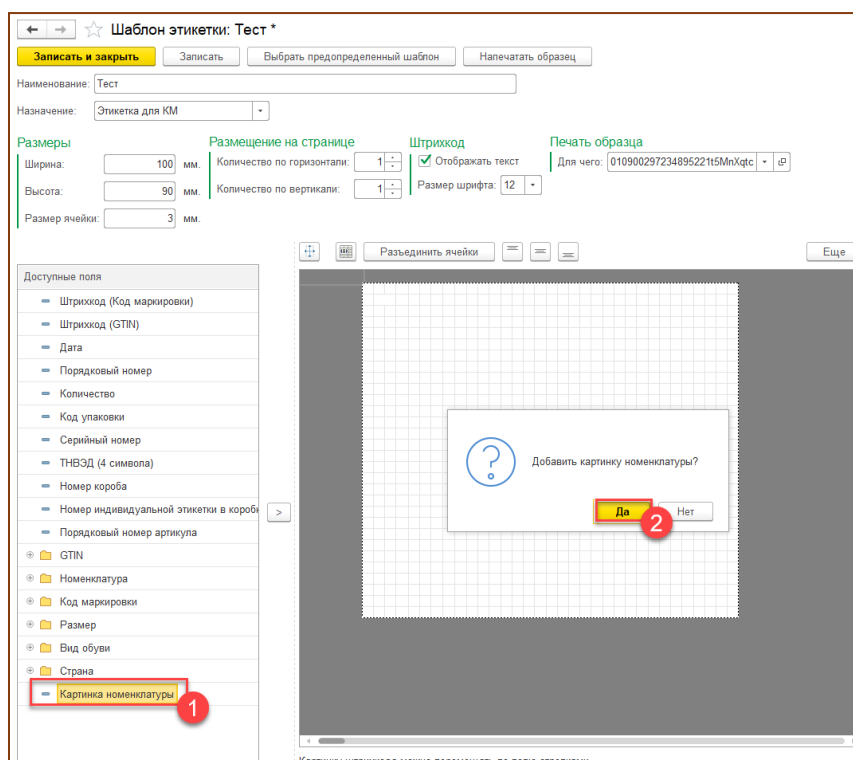 Шаблон этикетки: Тест *
Записать и закрыть Записать Выбрать предопределенный шаблон Напечатать образец
Наименование: Тест
Назначение: Этикетка для КМ
Размеры Размещение на странице Штрихкод Печать образца
Ширина: 100 мм. Количество по горизонтали: 1 Отображать текст Для чего: 010900297234895221t5MnXqtc
Высота: 90 мм. Количество по вертикали: 1 Размер шрифта: 12
Размер ячейки: 3 мм.
Разъединить ячейки Еще
Доступные поля
Штрихкод (Код маркировки)
Штрихкод (GTIN)
Дата
Порядковый номер
Количество
Код упаковки
Серийный номер
ТНВЭД (4 символа)
Номер короба
Номер индивидуальной этикетки в короб
Порядковый номер артикула
GTIN
Номенклатура
Код маркировки
Размер
Вид обуви
Страна
Картинка номенклатуры
1
Добавить картинку номенклатуры?
Да Нет
2